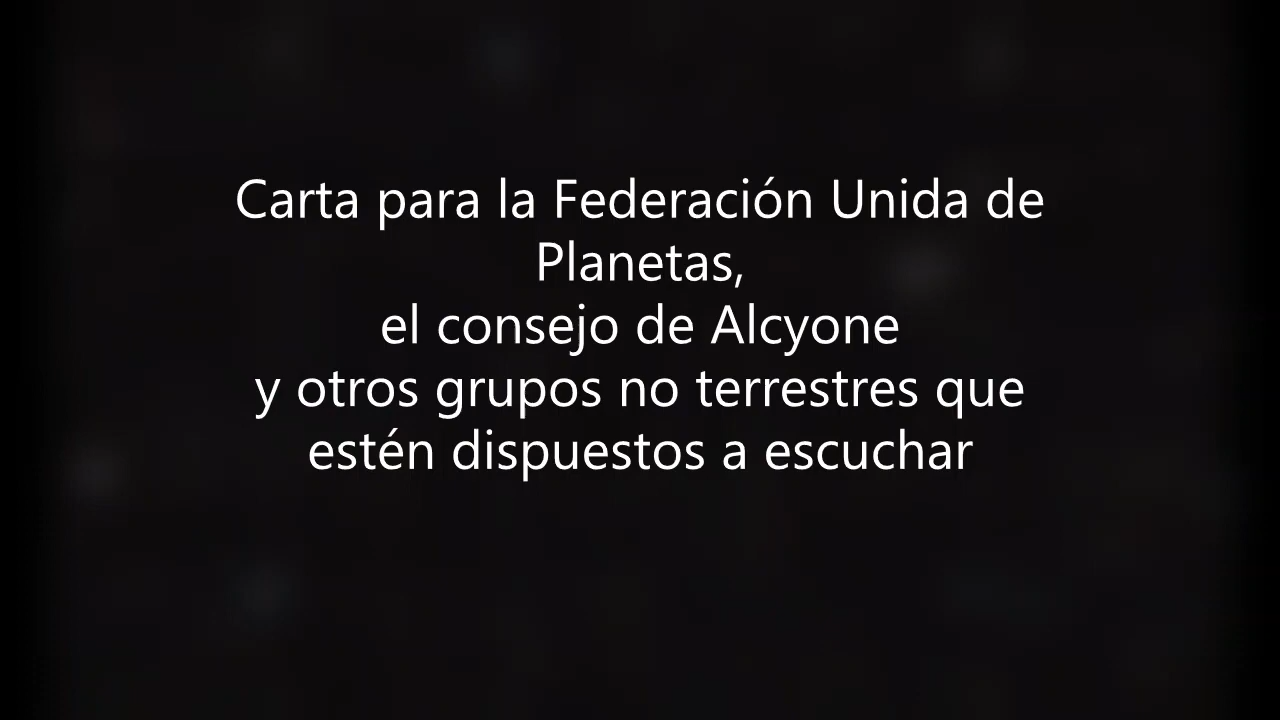 Carta para la Federación Unida de
Planetas,
el consejo de Alcyone
y otros grupos no terrestres que
estén dispuestos a escuchar